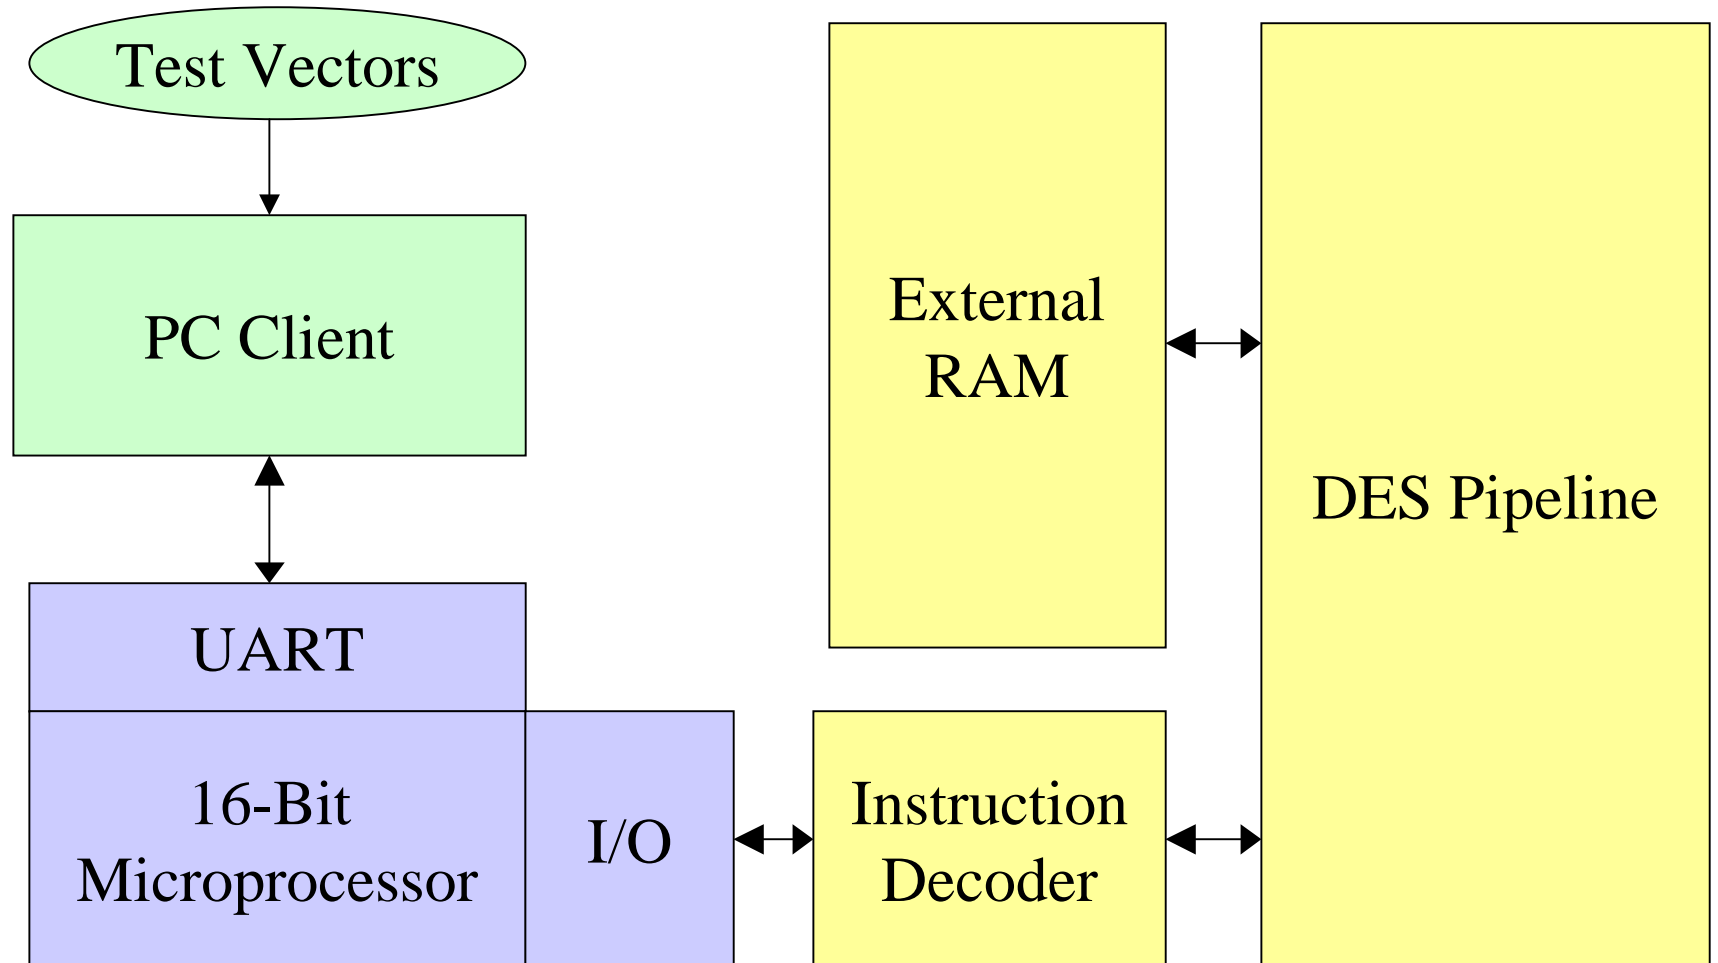 Test Vectors
PC Client
UART
16-Bit
Microprocessor
I/O
External
RAM
Instruction
Decoder
DES Pipeline